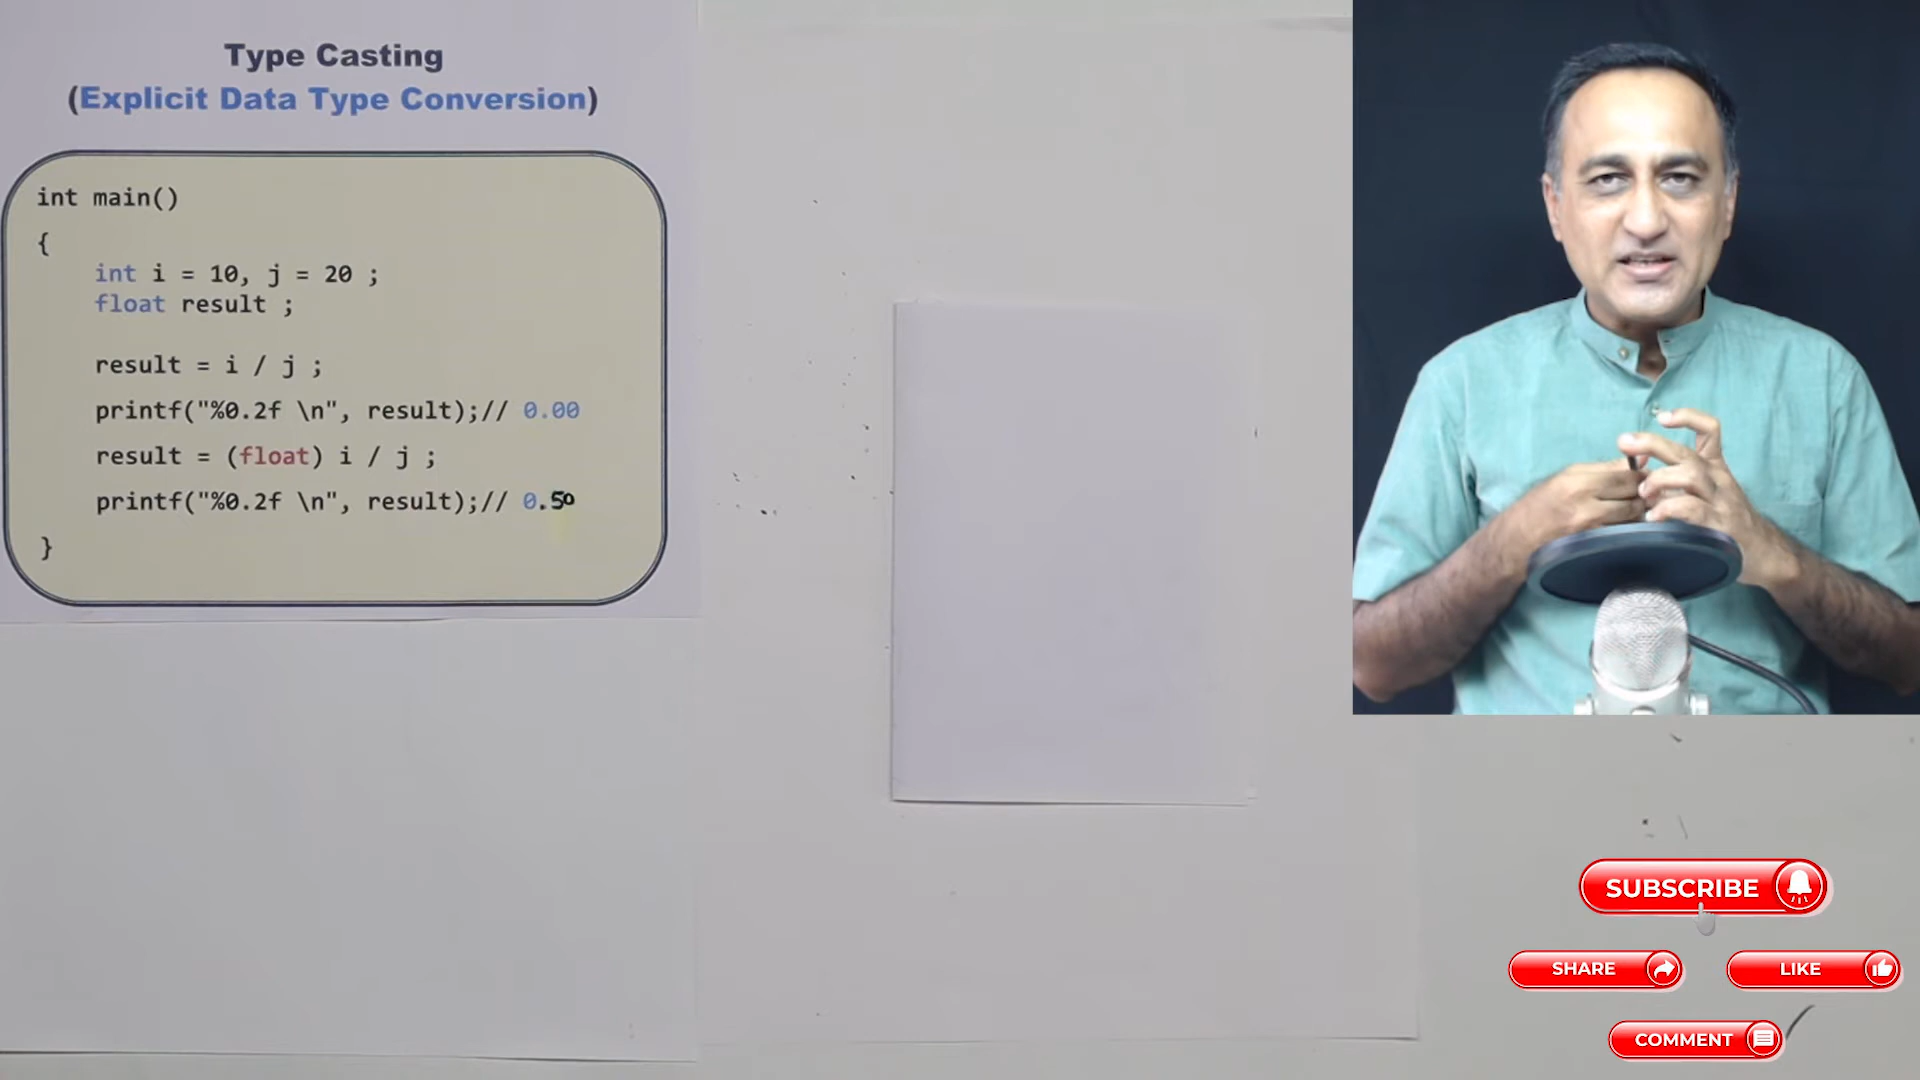 Type Casting
(Explicit Data Type Conversion)
int main()
{
int i = 10, j = 20 ;
float result ;
result = i / j ;
printf("%0.2f \n", result);// 0.00
result = (float) i / j ;
printf("%0.2f \n", result);// 0.50
}
SUBSCRIBE
SHARE
LIKE
COMMENT